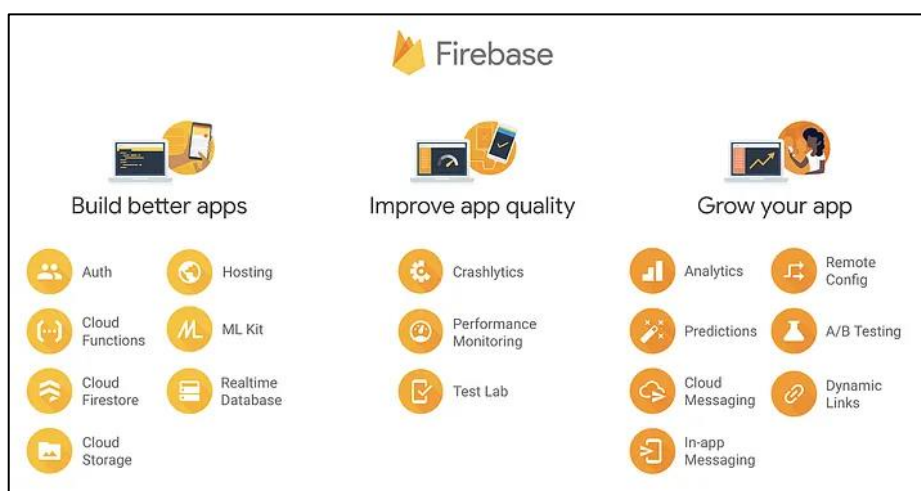 Firebase
Build better apps
Auth
Hosting
Cloud
Functions
ML Kit
Cloud
Firestore
Realtime
Database
Cloud
Storage
Improve app quality
Crashlytics
Performance
Monitoring
Test Lab
Grow your app
Analytics
Remote
Config
Predictions
A/B Testing
Cloud
Messaging
Dynamic
Links
In-app
Messaging